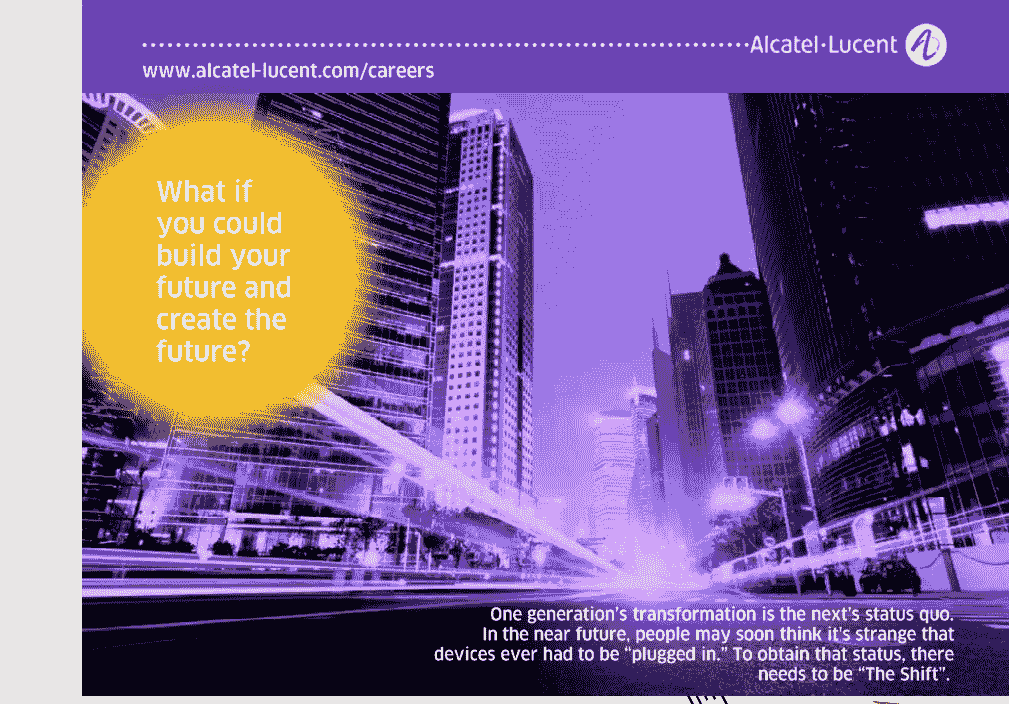 Alcatel·Lucent
www.alcatel-lucent.com/careers
What if
you could
build your
future and
create the
future?
One generation's transformation is the next's status quo.
In the near future, people may soon think it's strange that
devices ever had to be “plugged in.” To obtain that status, there
needs to be “The Shift”.